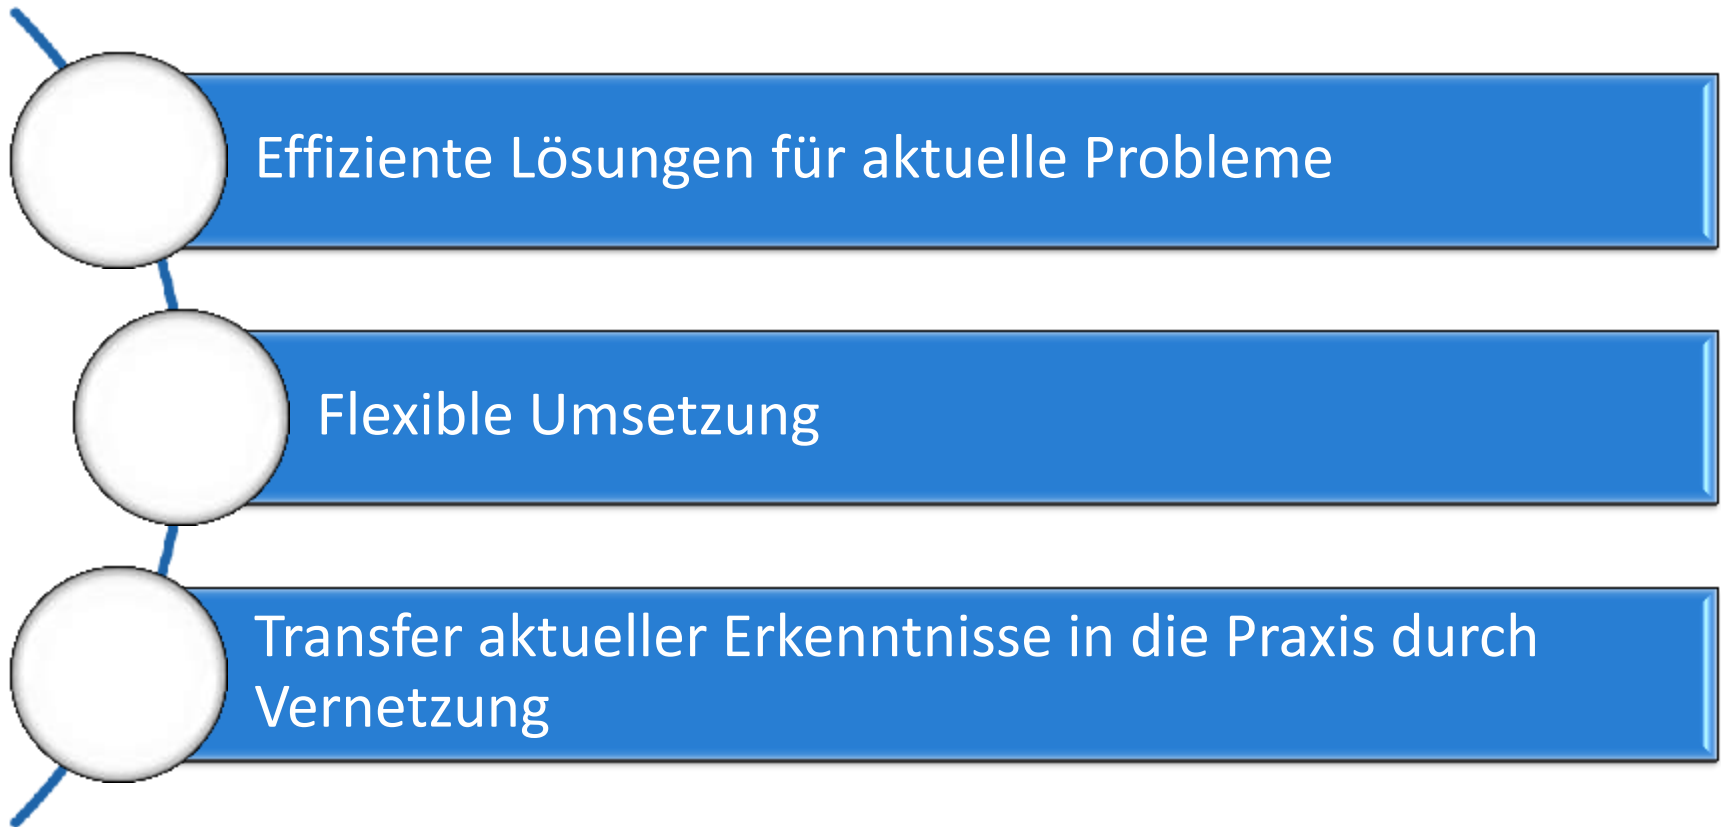 Effiziente Lösungen für aktuelle Probleme
Flexible Umsetzung
Transfer aktueller Erkenntnisse in die Praxis durch
Vernetzung